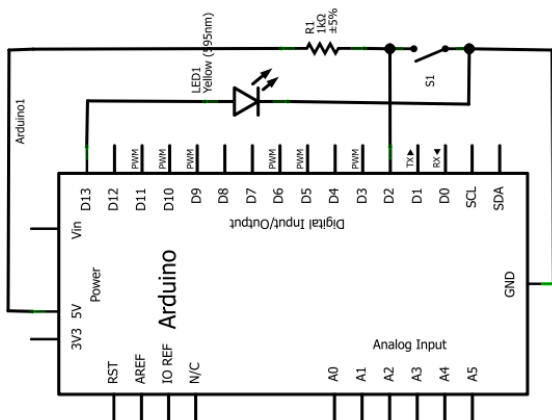 R1
1kΩ
±5%
LED1
Yellow (595nm)
S1
Arduino1
PWM
PWM
PWM
PWM
PWM
PWM
TX▶
RX◀
D13
D12
D11
D10
D9
D8
D7
D6
D5
D4
D3
D2
D1
D0
SCL
SDA
Digital Input/Output
Vin
Power
5V
3V3
Arduino
GND
Analog Input
RST
AREF
IO REF
N/C
A0
A1
A2
A3
A4
A5